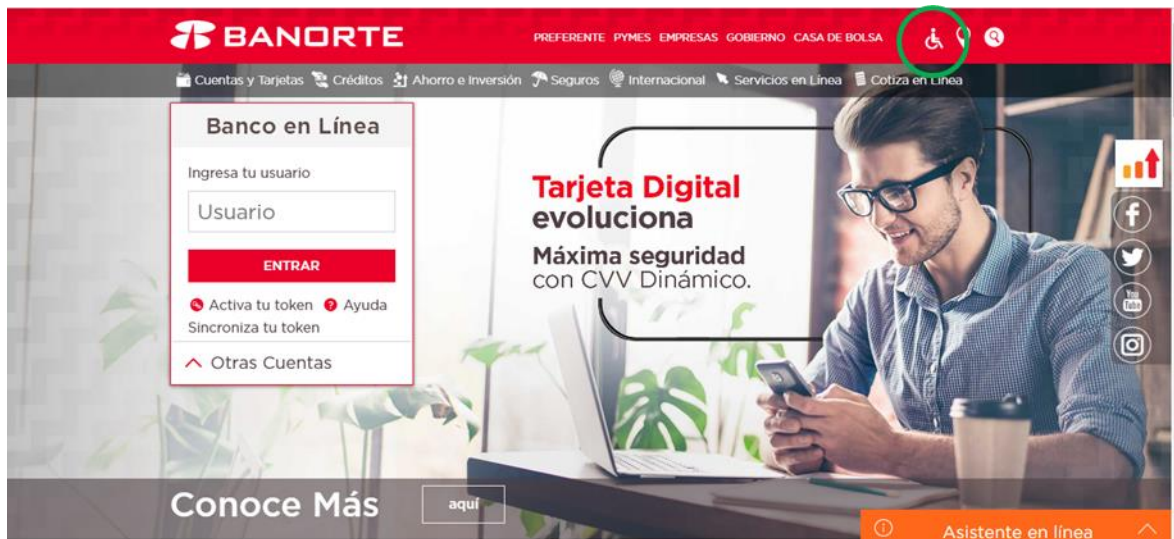 BANORTE
PREFERENTE PYMES EMPRESAS GOBIERNO CASA DE BOLSA
Cuentas y Tarjetas Créditos Ahorro e Inversión Seguros Internacional Servicios en Línea Cotiza en Línea
Banco en Línea
Ingresa tu usuario
Usuario
ENTRAR
Activa tu token ? Ayuda
Sincroniza tu token
Otras Cuentas
Tarjeta Digital
evoluciona
Máxima seguridad
con CVV Dinámico.
f
You
Tube
Conoce Más
aquí
Asistente en línea